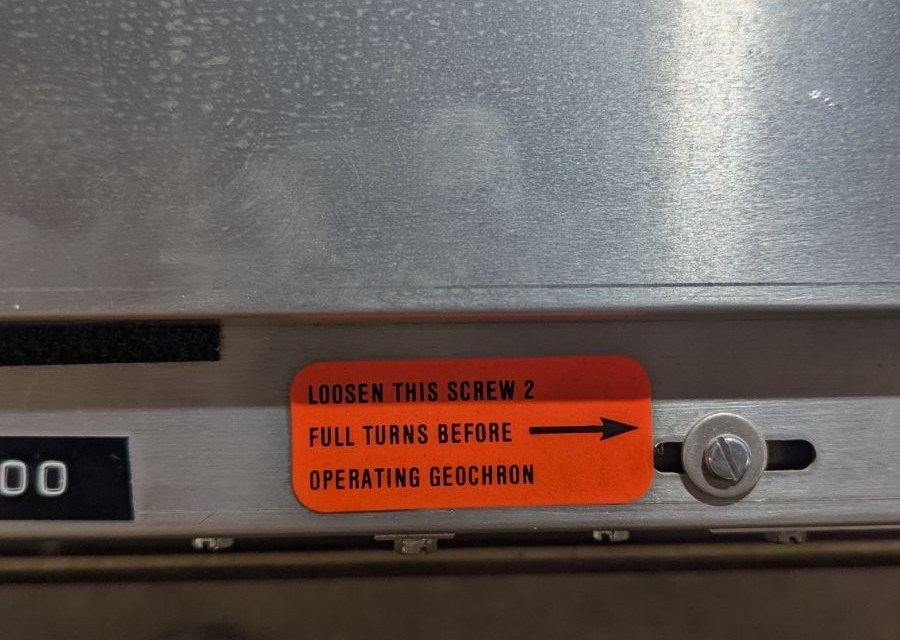 LOOSEN THIS SCREW 2
FULL TURNS BEFORE
OPERATING GEOCHRON
00